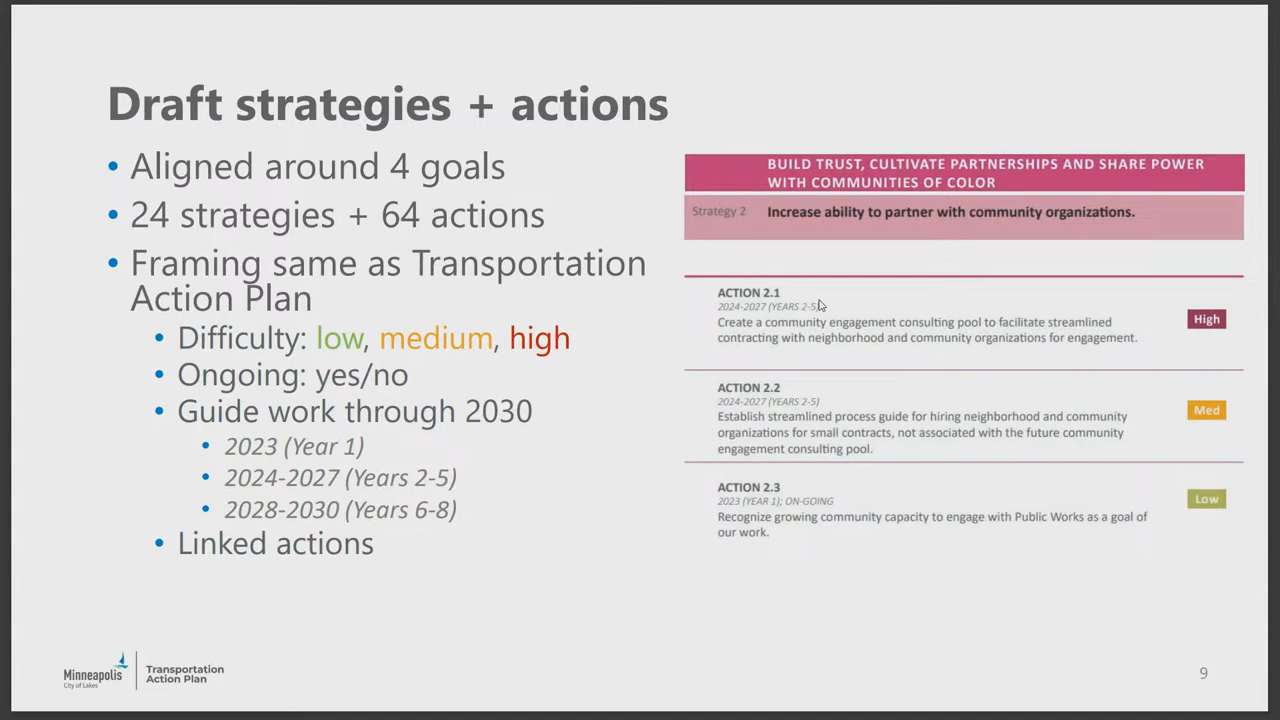 Draft strategies + actions
• Aligned around 4 goals
• 24 strategies + 64 actions
• Framing same as Transportation
Action Plan
• Difficulty: low, medium, high
• Ongoing: yes/no
• Guide work through 2030
• 2023 (Year 1)
• 2024-2027 (Years 2-5)
• 2028-2030 (Years 6-8)
• Linked actions
BUILD TRUST, CULTIVATE PARTNERSHIPS AND SHARE POWER
WITH COMMUNITIES OF COLOR
Strategy 2 Increase ability to partner with community organizations.
ACTION 2.1
2024-2027 (YEARS 2-5)
Create a community engagement consulting pool to facilitate streamlined
contracting with neighborhood and community organizations for engagement.
High
ACTION 2.2
2024-2027 (YEARS 2-5)
Establish streamlined process guide for hiring neighborhood and community
organizations for small contracts, not associated with the future community
engagement consulting pool.
Med
ACTION 2.3
2023 (YEAR 1); ON-GOING
Recognize growing community capacity to engage with Public Works as a goal of
our work.
Low
Minneapolis
City of Lakes
Transportation
Action Plan
9